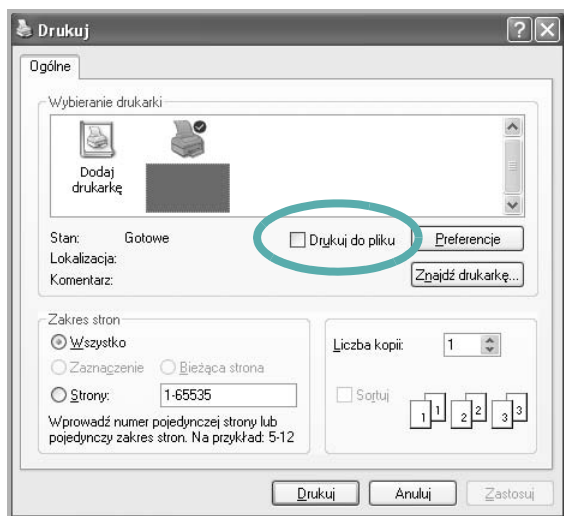 Drukuj
Ogólne
Wybieranie drukarki
Dodaj
drukarkę
Stan: Gotowe
Drukuj do pliku
Preferencje
Lokalizacja:
Komentarz:
Znajdź drukarkę...
Zakres stron
Wszystko
Zaznaczenie Bieżąca strona
Strony: 1-65535
Wprowadź numer pojedynczej strony lub
pojedynczy zakres stron. Na przykład: 5-12
Liczba kopii: 1
Sortuj
1 1 2 2 3 3
Drukuj Anuluj Zastosuj